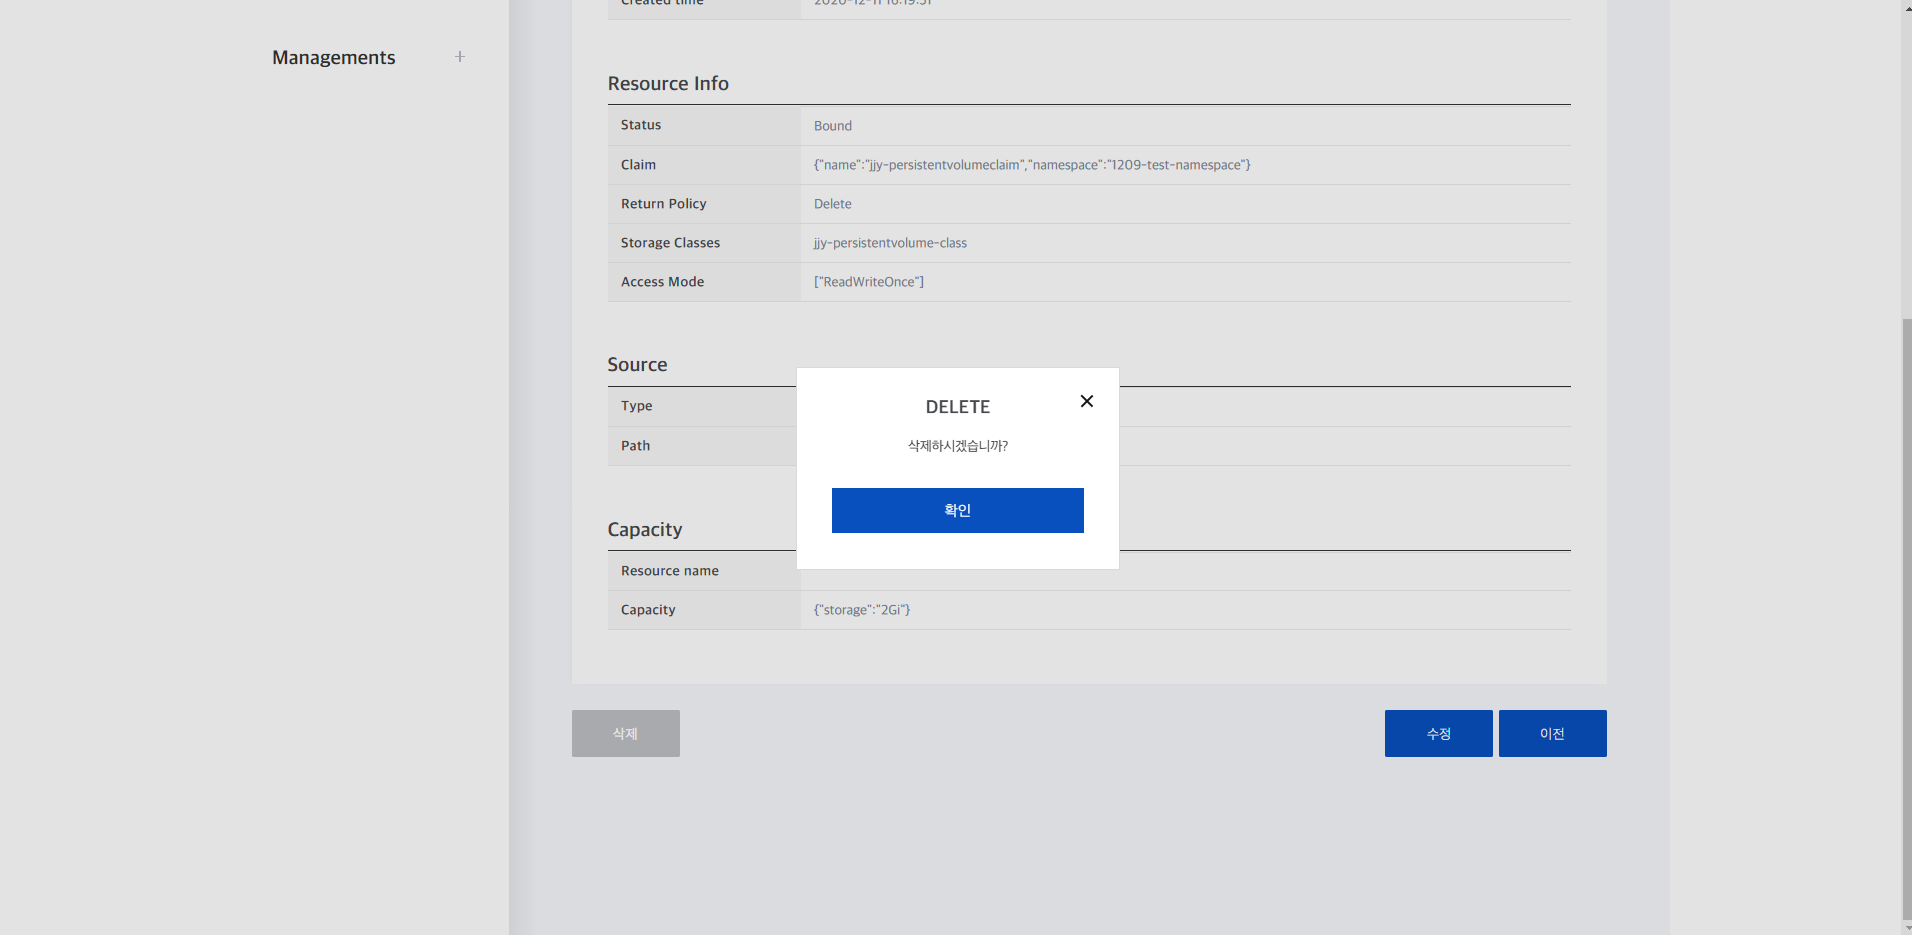 Created time 2020-12-11 16:19:51
Managements +
Resource Info
Status Bound
Claim {"name":"jjy-persistentvolumeclaim","namespace":"1209-test-namespace"}
Return Policy Delete
Storage Classes jjy-persistentvolume-class
Access Mode ["ReadWriteOnce"]
Source
Type
Path
DELETE
삭제하시겠습니까?
확인
Capacity
Resource name
Capacity {"storage":"2Gi"}
삭제 수정 이전